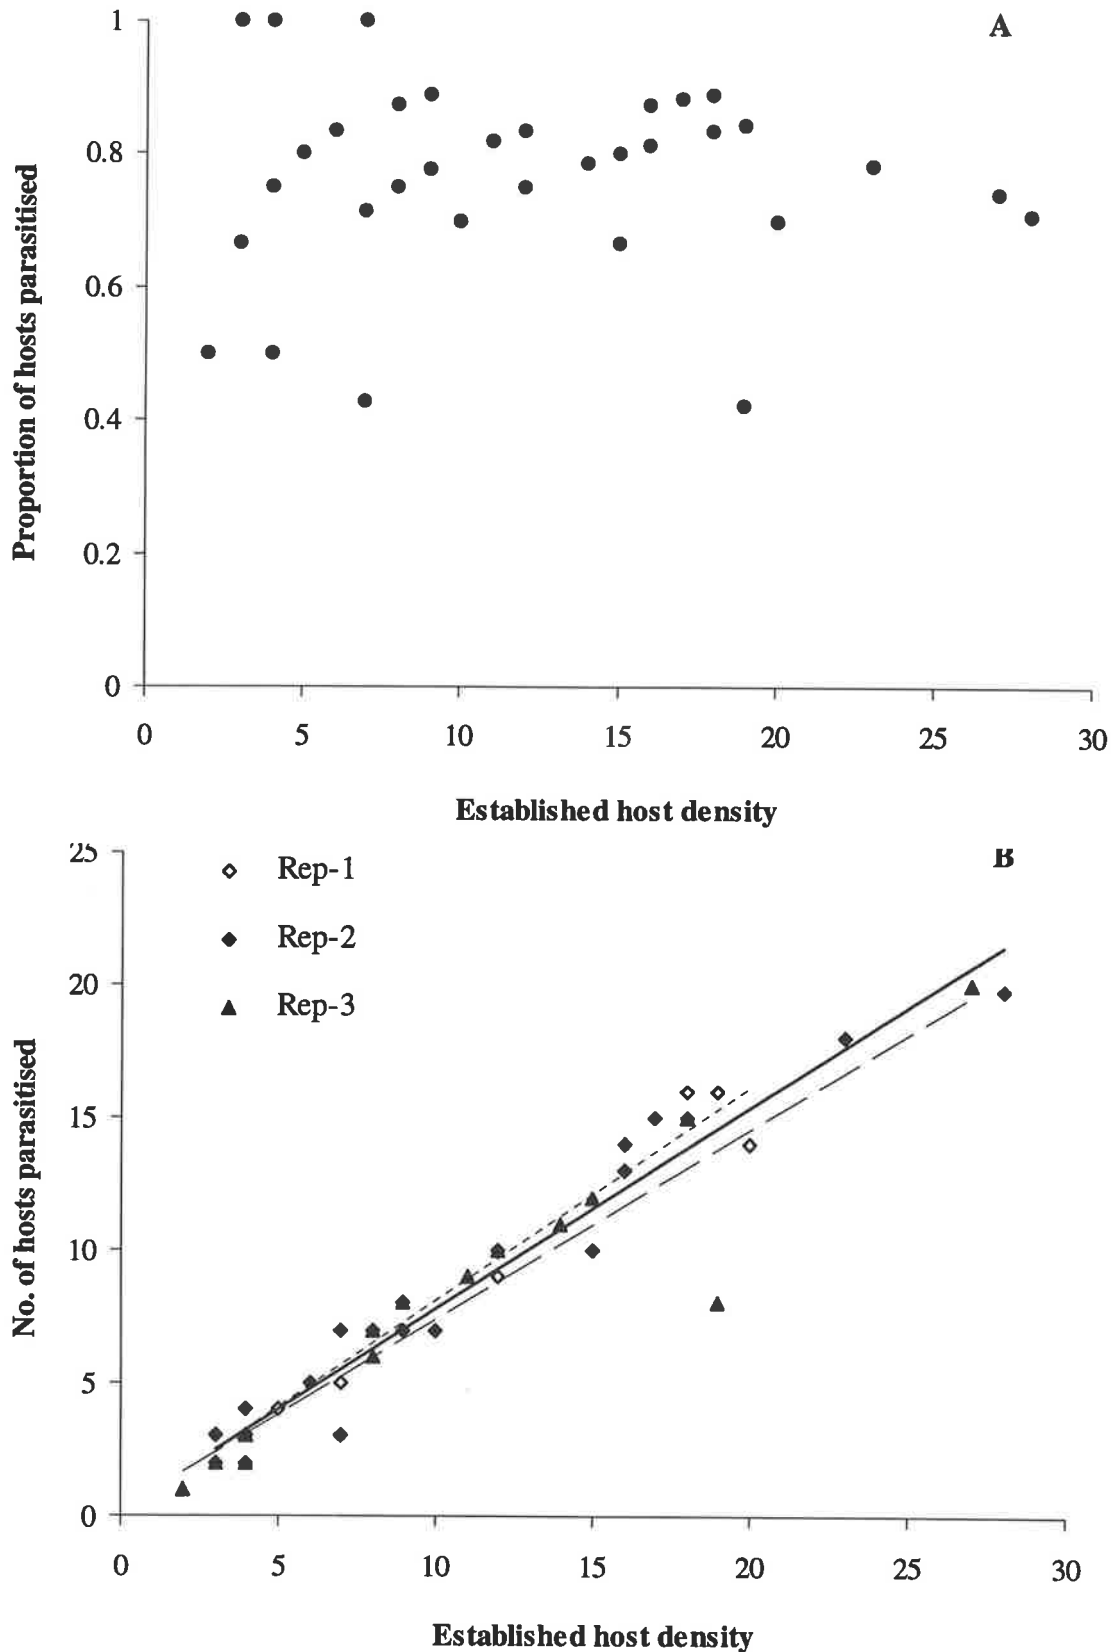 A
1
0.8
0.6
0.4
0.2
0
0 5 10 15 20 25 30
Proportion of hosts parasitised
Established host density
B
Rep-1
Rep-2
Rep-3
25
20
15
10
5
0
0 5 10 15 20 25 30
No. of hosts parasitised
Established host density